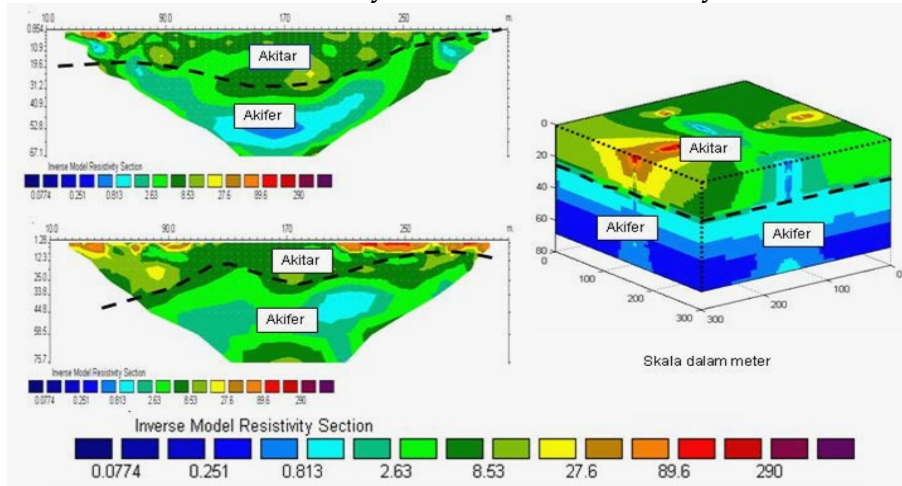 10.0 90.0 170 250 m.
0.854
10.9
19.6
31.2
40.9
52.8
67.1
Akitar
Akifer
Inverse Model Resistivity Section
0.0774 0.251 0.813 2.63 8.53 27.6 89.6 290
10.0 90.0 170 250 m.
1.28
12.3
25.0
33.8
44.8
58.5
75.7
Akitar
Akifer
Inverse Model Resistivity Section
0.0774 0.251 0.813 2.63 8.53 27.6 89.6 290
0
20
40
60
80
Akitar
Akifer
Akifer
0
100
200
300
300
200
100
0
Skala dalam meter
Inverse Model Resistivity Section
0.0774 0.251 0.813 2.63 8.53 27.6 89.6 290